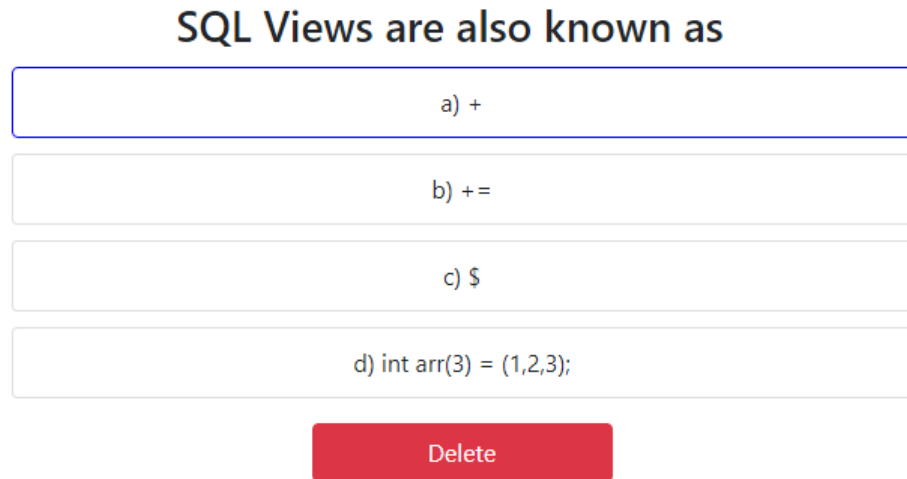 SQL Views are also known as
a) +
b) +=
c) $
d) int arr(3) = (1,2,3);
Delete